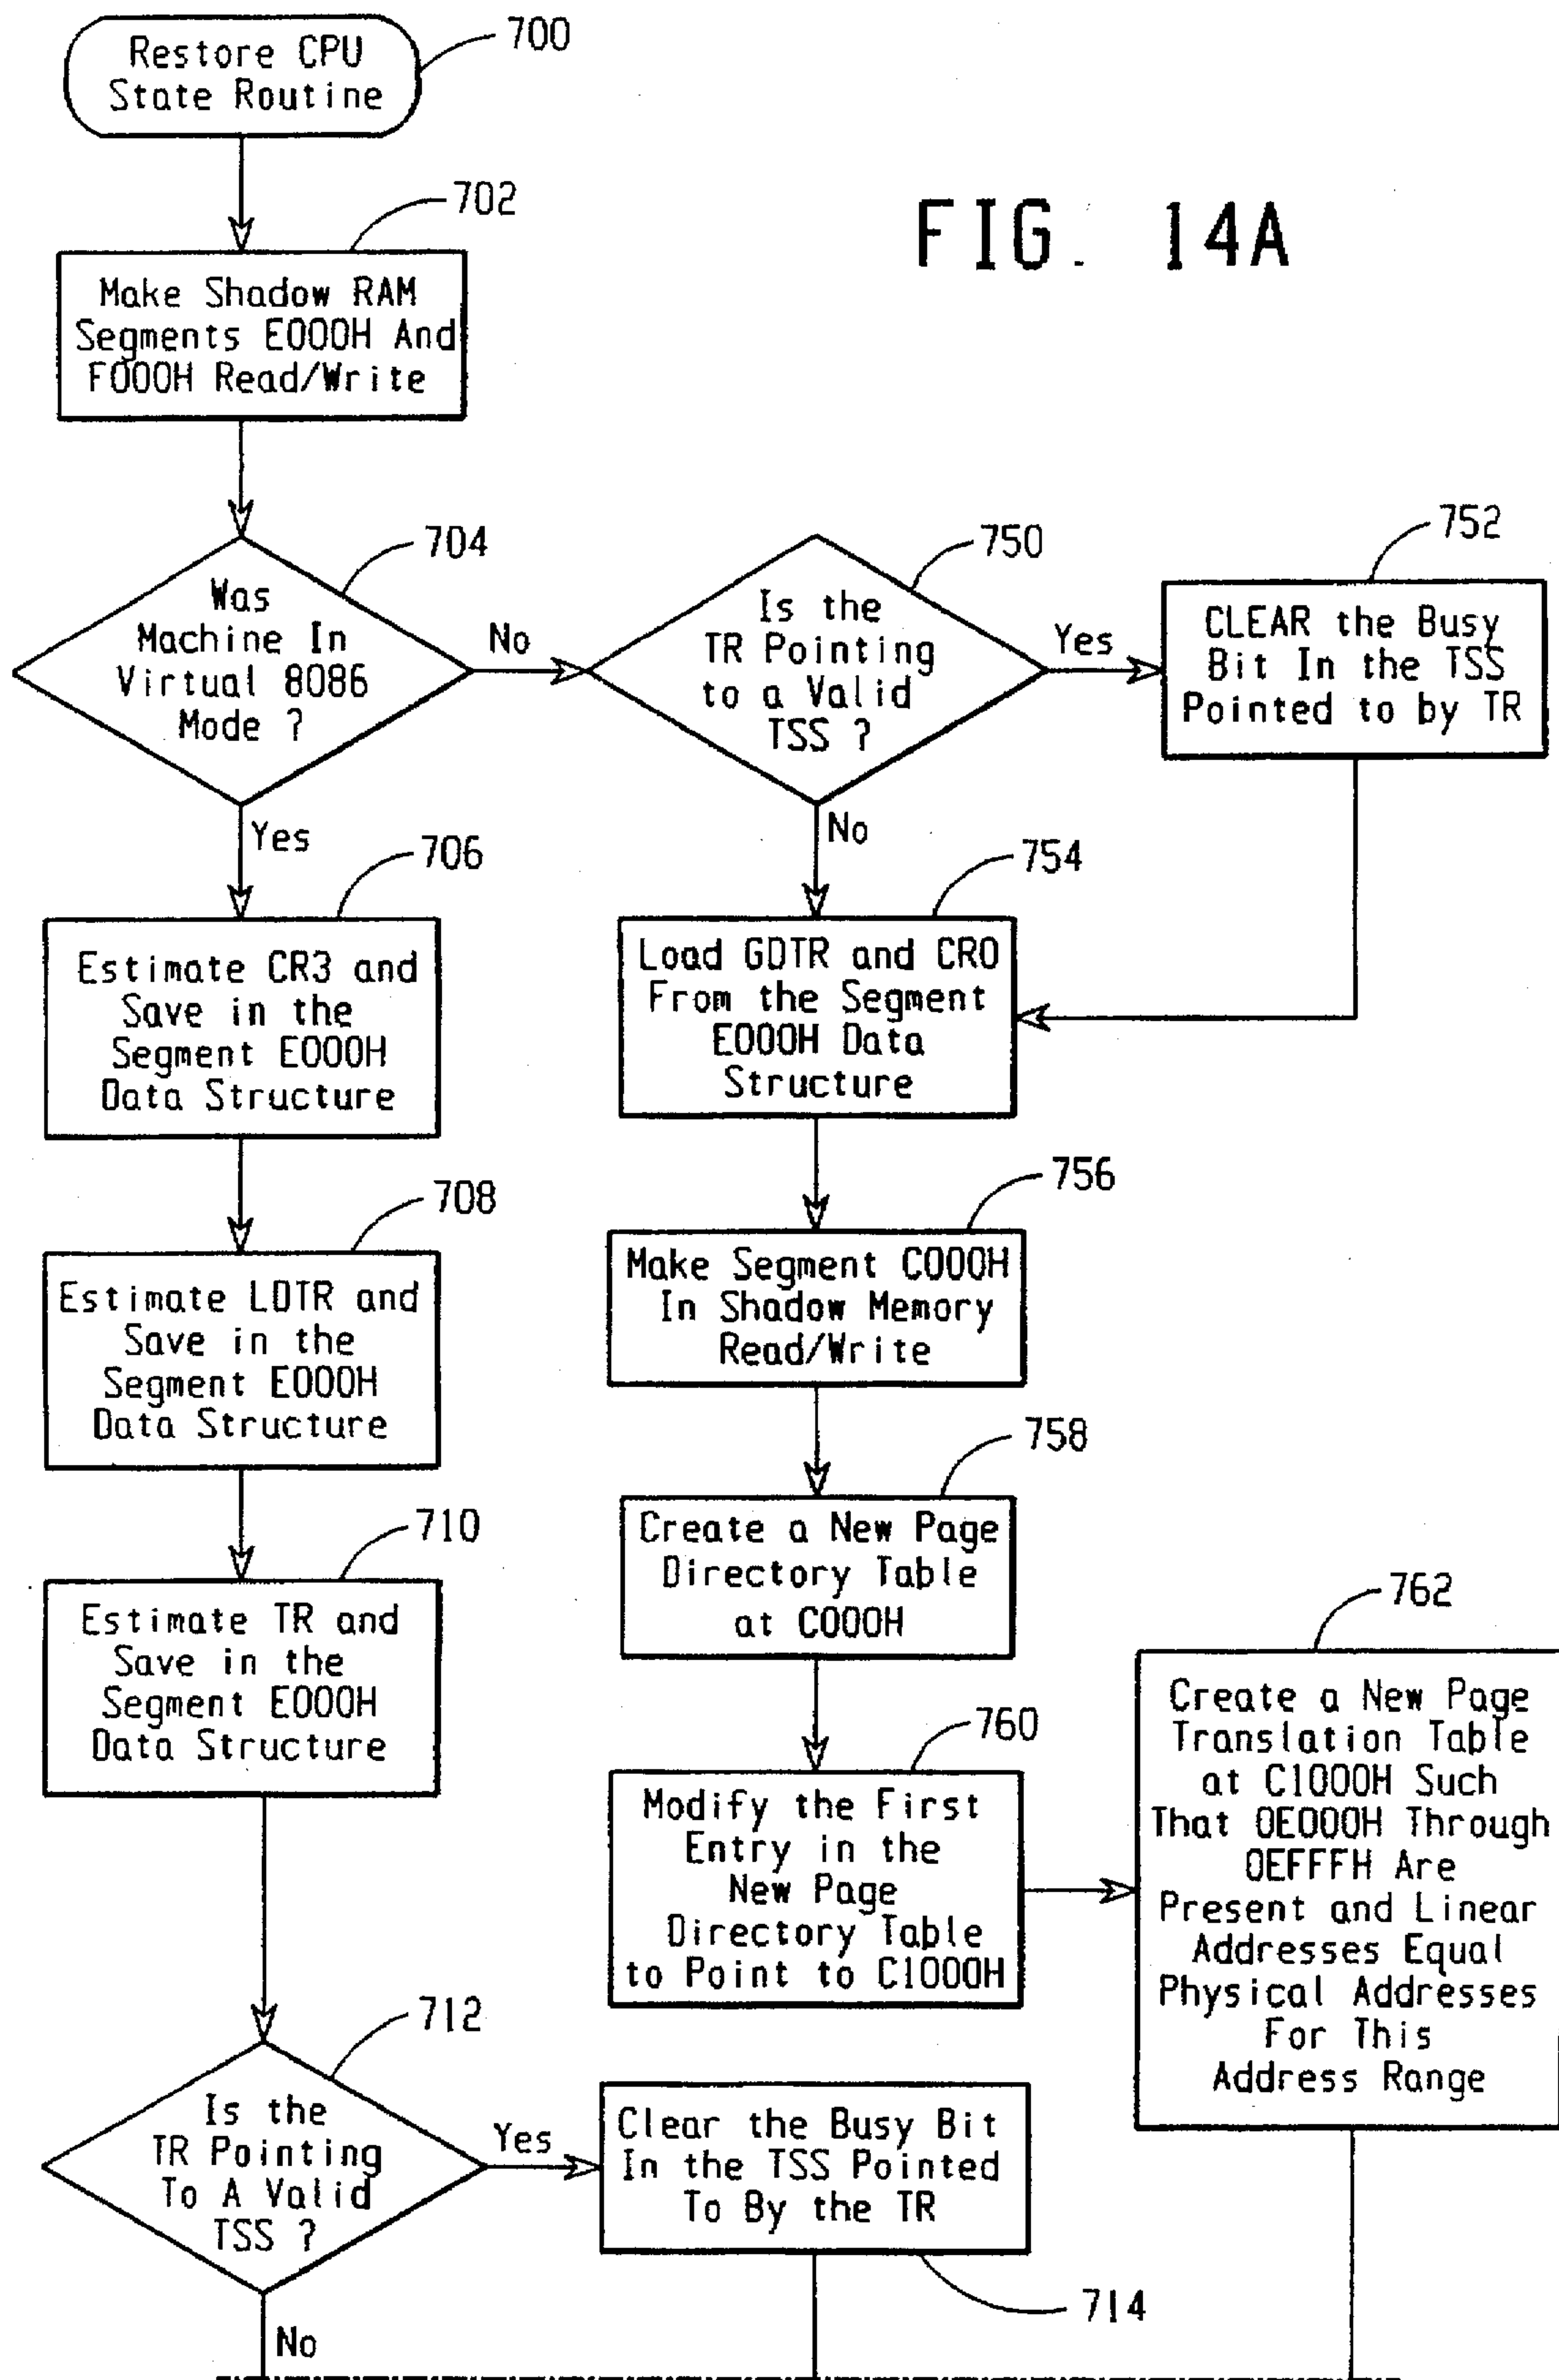 Restore CPU
State Routine
700
FIG. 14A
702
Make Shadow RAM
Segments E000H And
F000H Read/Write
704
Was
Machine In
Virtual 8086
Mode ?
No
Yes
750
Is the
TR Pointing
to a Valid
TSS ?
Yes
No
752
CLEAR the Busy
Bit In the TSS
Pointed to by TR
706
Estimate CR3 and
Save in the
Segment E000H
Data Structure
754
Load GDTR and CR0
From the Segment
E000H Data
Structure
708
Estimate LDTR and
Save in the
Segment E000H
Data Structure
756
Make Segment C000H
In Shadow Memory
Read/Write
758
Create a New Page
Directory Table
at C000H
710
Estimate TR and
Save in the
Segment E000H
Data Structure
760
Modify the First
Entry in the
New Page
Directory Table
to Point to C1000H
762
Create a New Page
Translation Table
at C1000H Such
That 0E000H Through
0EFFFH Are
Present and Linear
Addresses Equal
Physical Addresses
For This
Address Range
712
Is the
TR Pointing
To A Valid
TSS ?
Yes
No
Clear the Busy Bit
In the TSS Pointed
To By the TR
714